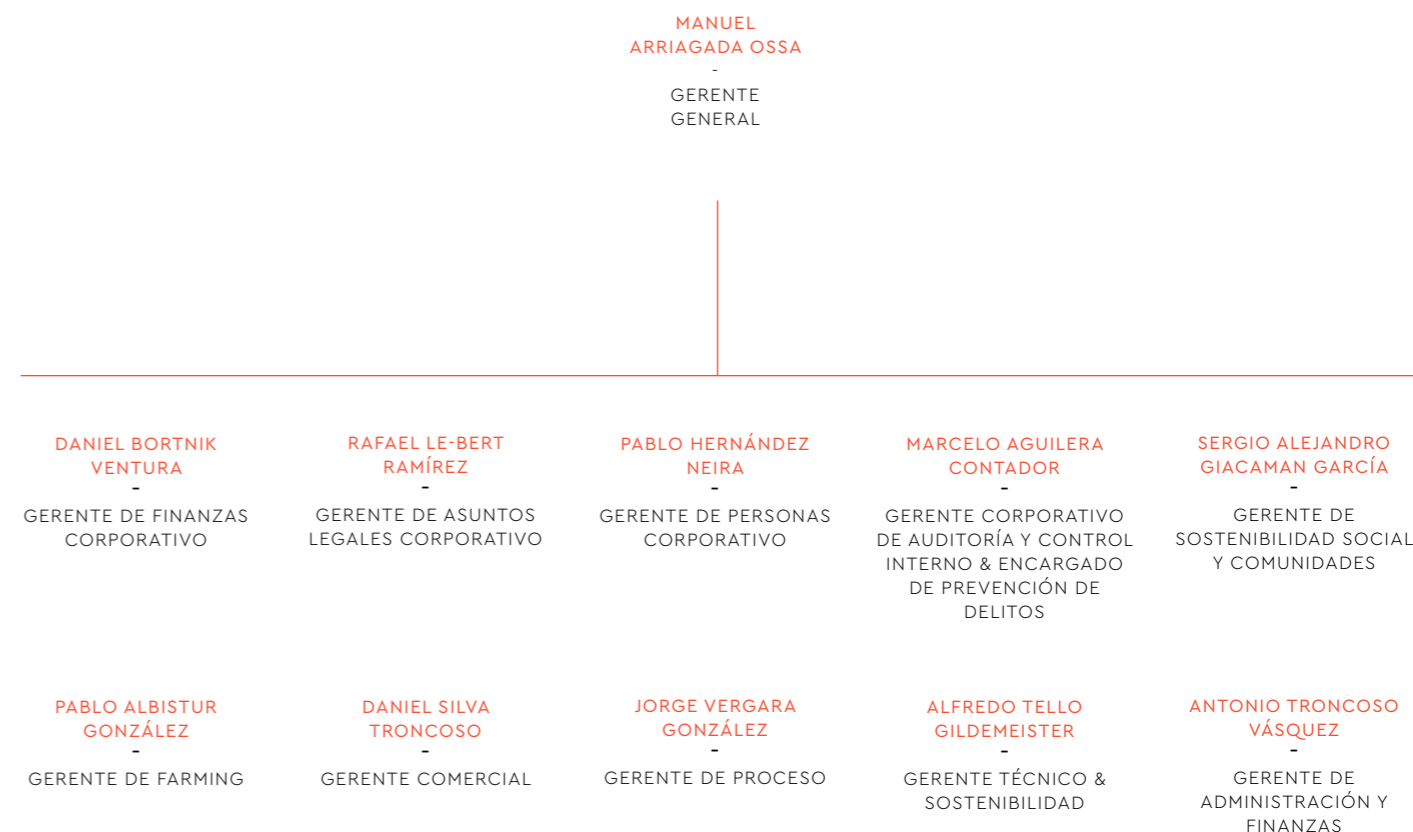 MANUEL
ARRIAGADA OSSA
-
GERENTE
GENERAL
DANIEL BORTNIK
VENTURA
-
GERENTE DE FINANZAS
CORPORATIVO
RAFAEL LE-BERT
RAMÍREZ
-
GERENTE DE ASUNTOS
LEGALES CORPORATIVO
PABLO HERNÁNDEZ
NEIRA
-
GERENTE DE PERSONAS
CORPORATIVO
MARCELO AGUILERA
CONTADOR
-
GERENTE CORPORATIVO
DE AUDITORÍA Y CONTROL
INTERNO & ENCARGADO
DE PREVENCIÓN DE
DELITOS
SERGIO ALEJANDRO
GIACAMAN GARCÍA
-
GERENTE DE
SOSTENIBILIDAD SOCIAL
Y COMUNIDADES
PABLO ALBISTUR
GONZÁLEZ
-
GERENTE DE FARMING
DANIEL SILVA
TRONCOSO
-
GERENTE COMERCIAL
JORGE VERGARA
GONZÁLEZ
-
GERENTE DE PROCESO
ALFREDO TELLO
GILDEMEISTER
-
GERENTE TÉCNICO &
SOSTENIBILIDAD
ANTONIO TRONCOSO
VÁSQUEZ
-
GERENTE DE
ADMINISTRACIÓN Y
FINANZAS